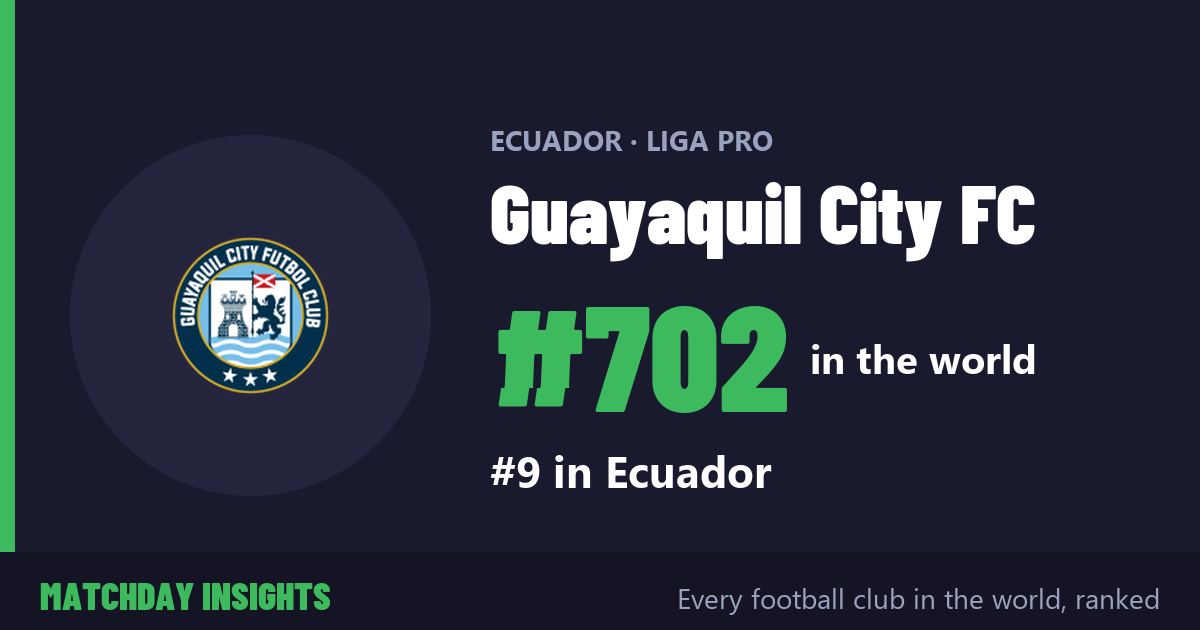 ECUADOR · LIGA PRO
Guayaquil City FC
GUAYAQUIL CITY FUTBOL CLUB
#702 in the world
#9 in Ecuador
MATCHDAY INSIGHTS
Every football club in the world, ranked